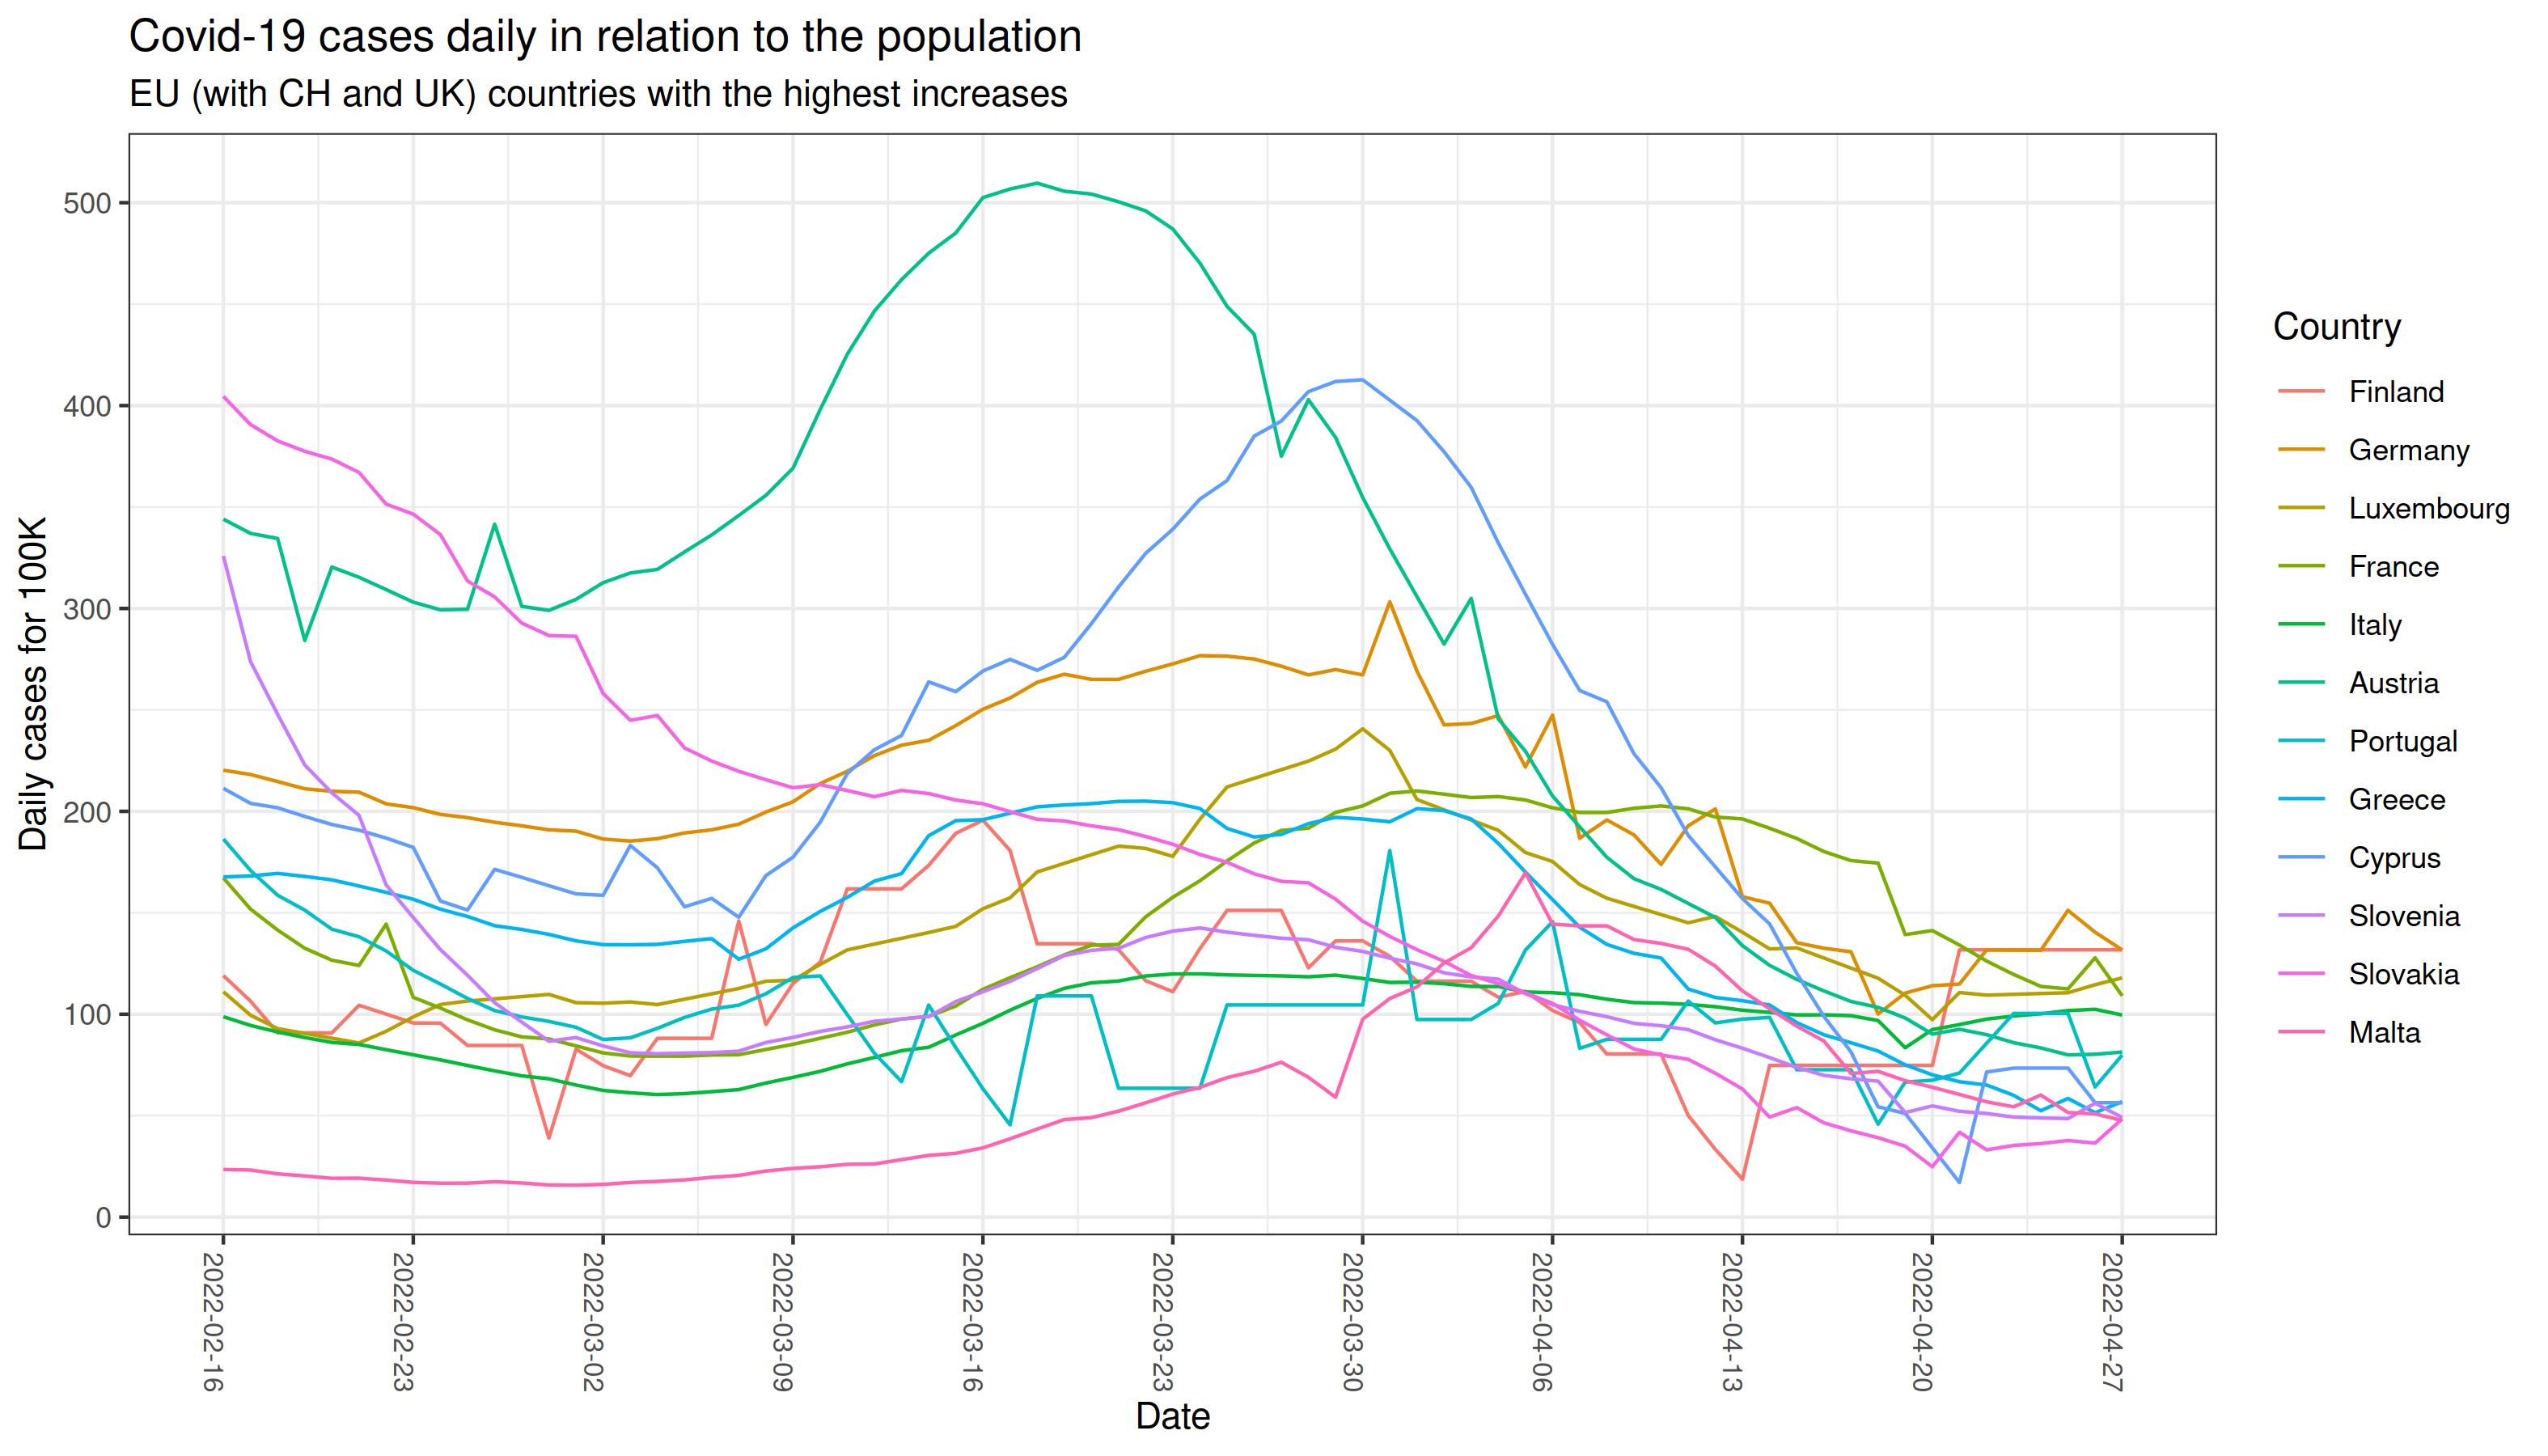 Covid-19 cases daily in relation to the population
EU (with CH and UK) countries with the highest increases
Daily cases for 100K
500
400
300
200
100
0
2022-02-16
2022-02-23
2022-03-02
2022-03-09
2022-03-16
2022-03-23
2022-03-30
2022-04-06
2022-04-13
2022-04-20
2022-04-27
Date
Country
Finland
Germany
Luxembourg
France
Italy
Austria
Portugal
Greece
Cyprus
Slovenia
Slovakia
Malta